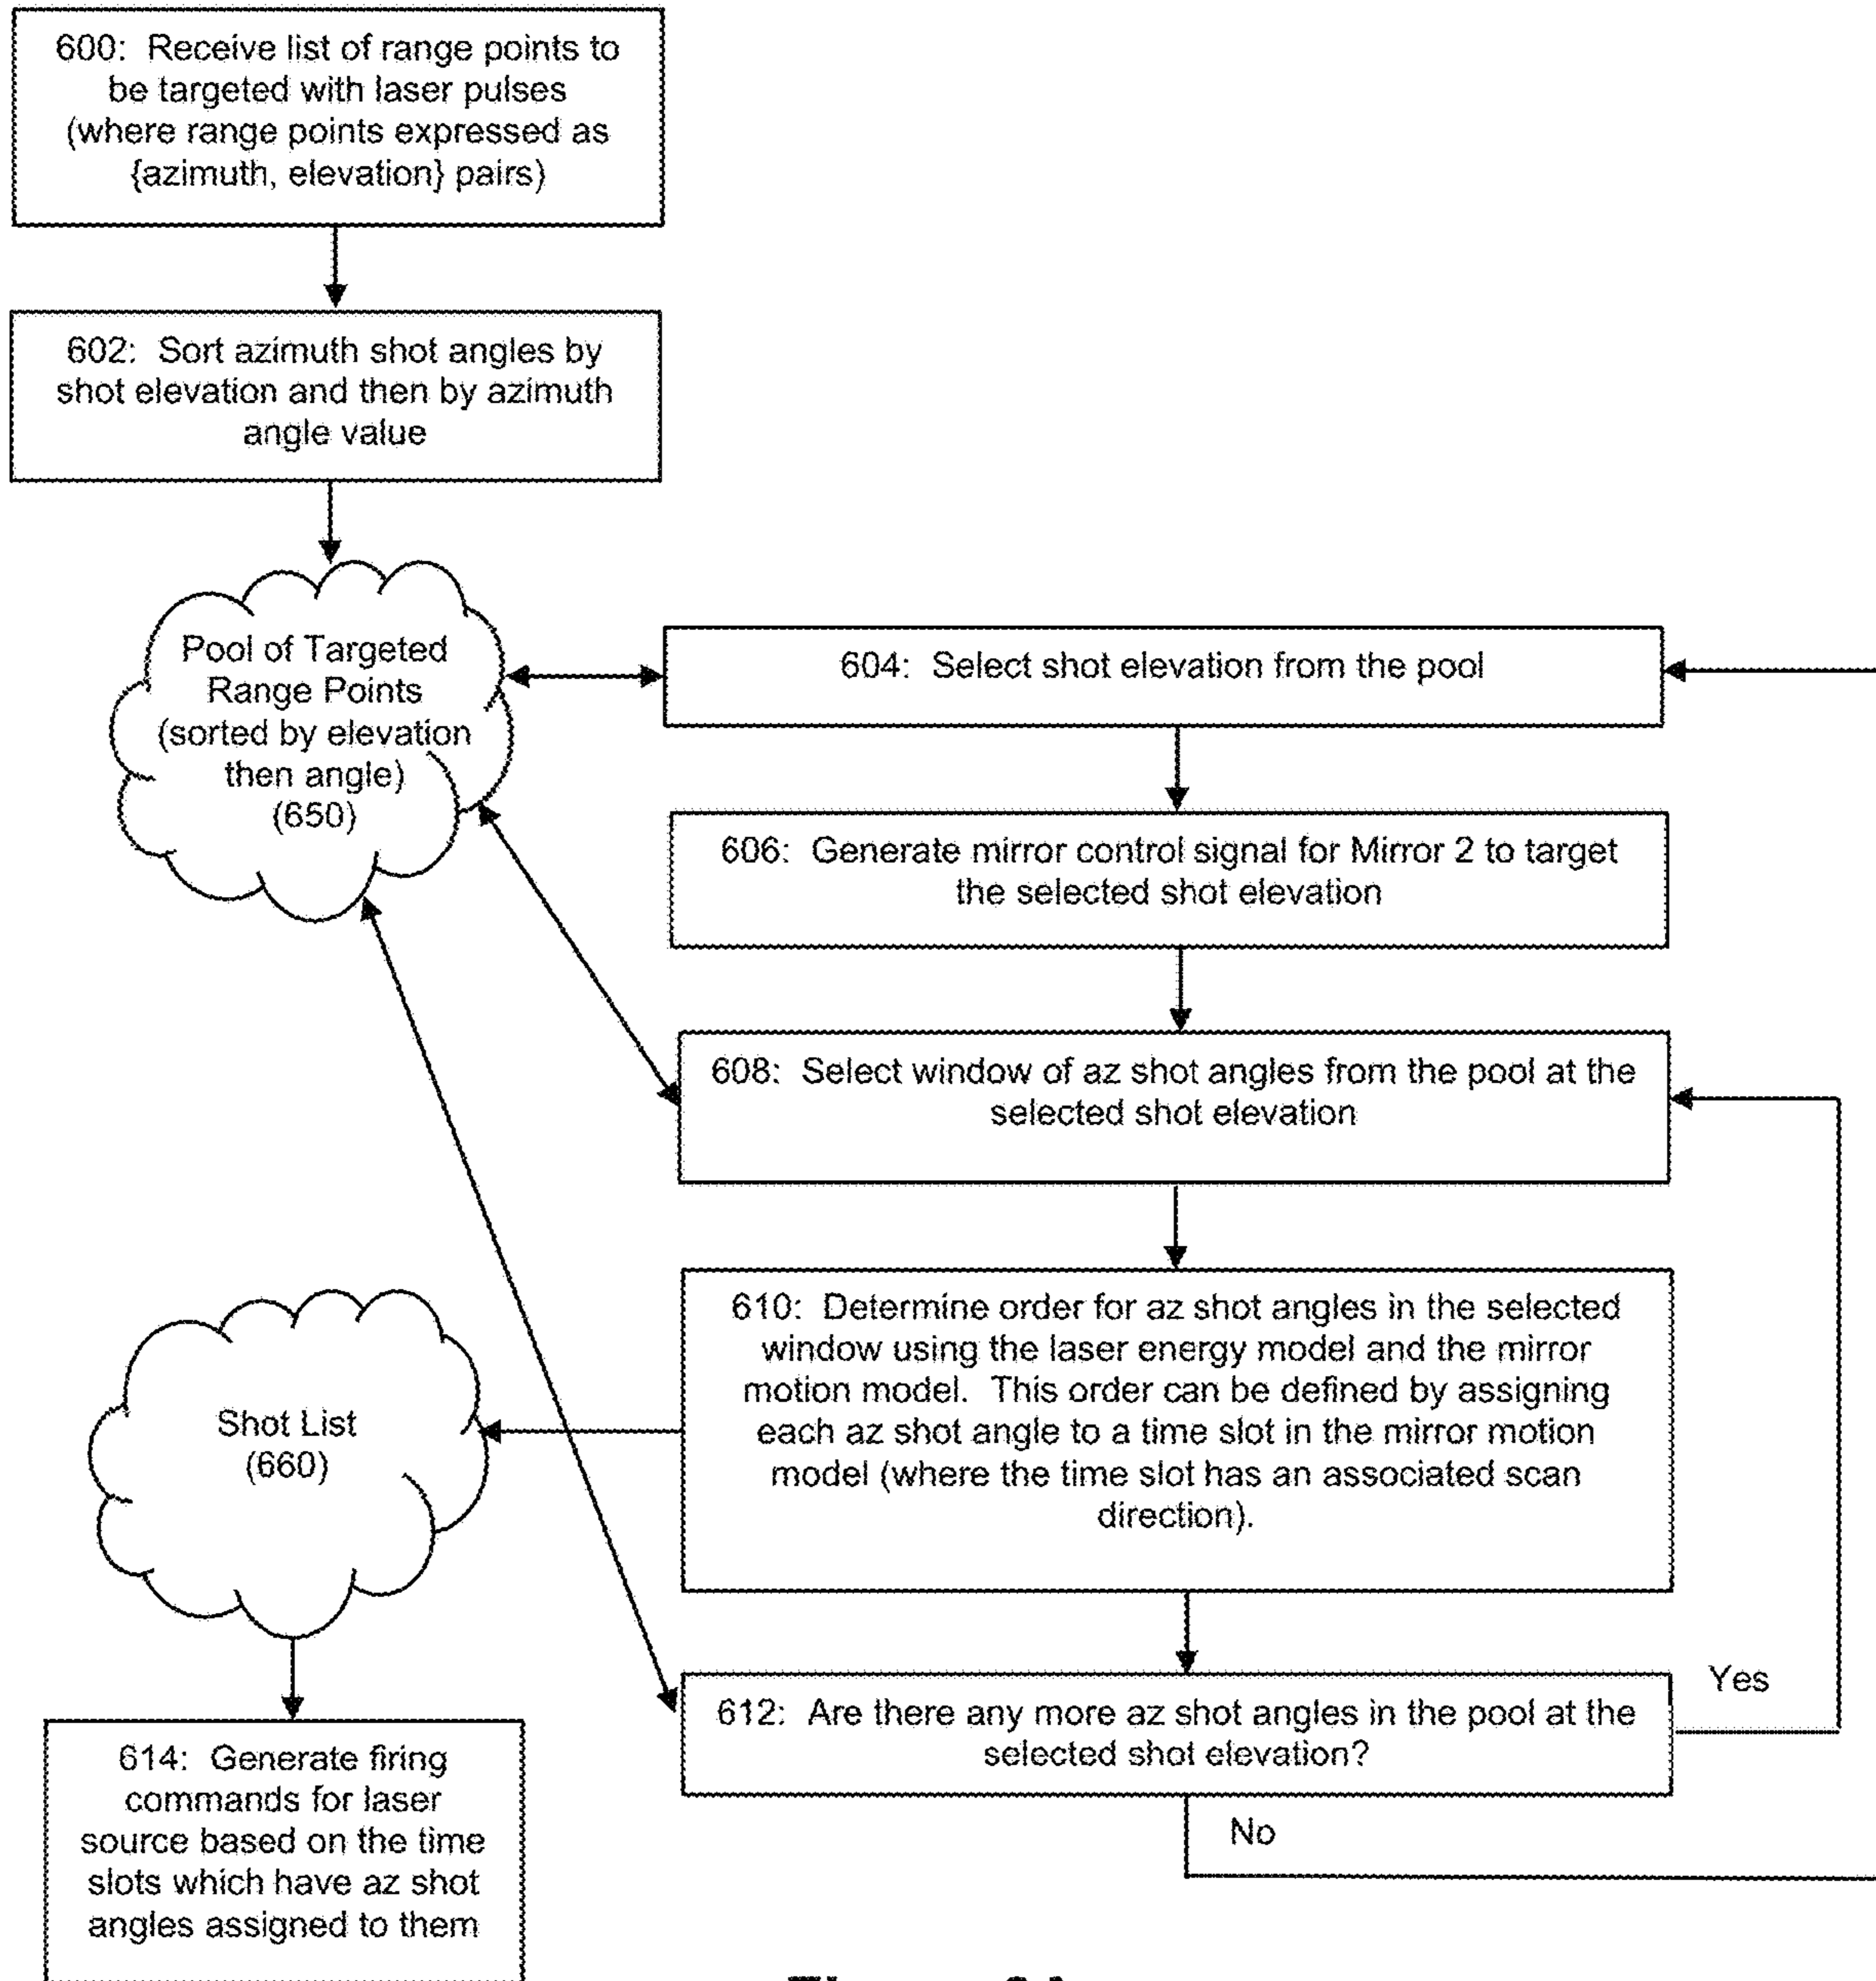 600: Receive list of range points to
be targeted with laser pulses
(where range points expressed as
{azimuth, elevation} pairs)
602: Sort azimuth shot angles by
shot elevation and then by azimuth
angle value
Pool of Targeted
Range Points
(sorted by elevation
then angle)
(650)
604: Select shot elevation from the pool
606: Generate mirror control signal for Mirror 2 to target
the selected shot elevation
608: Select window of az shot angles from the pool at the
selected shot elevation
610: Determine order for az shot angles in the selected
window using the laser energy model and the mirror
motion model. This order can be defined by assigning
each az shot angle to a time slot in the mirror motion
model (where the time slot has an associated scan
direction).
Shot List
(660)
612: Are there any more az shot angles in the pool at the
selected shot elevation?
Yes
No
614: Generate firing
commands for laser
source based on the time
slots which have az shot
angles assigned to them